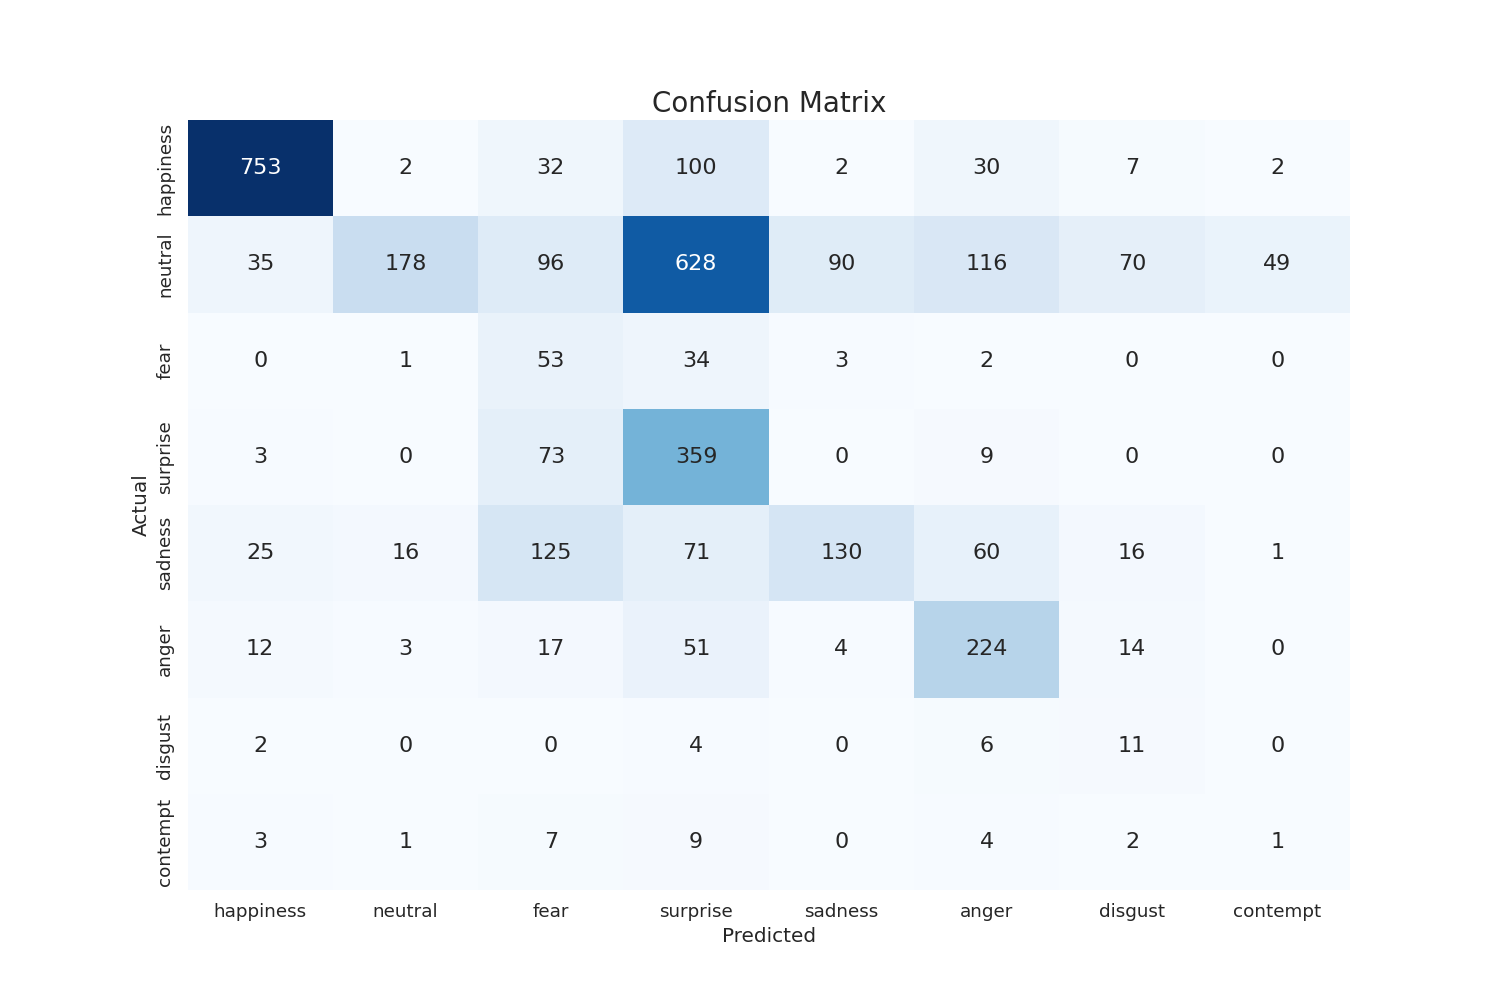 Confusion Matrix
happiness 753 2 32 100 2 30 7 2
neutral 35 178 96 628 90 116 70 49
fear 0 1 53 34 3 2 0 0
surprise 3 0 73 359 0 9 0 0
Actual
sadness 25 16 125 71 130 60 16 1
anger 12 3 17 51 4 224 14 0
disgust 2 0 0 4 0 6 11 0
contempt 3 1 7 9 0 4 2 1
happiness neutral fear surprise sadness anger disgust contempt
Predicted